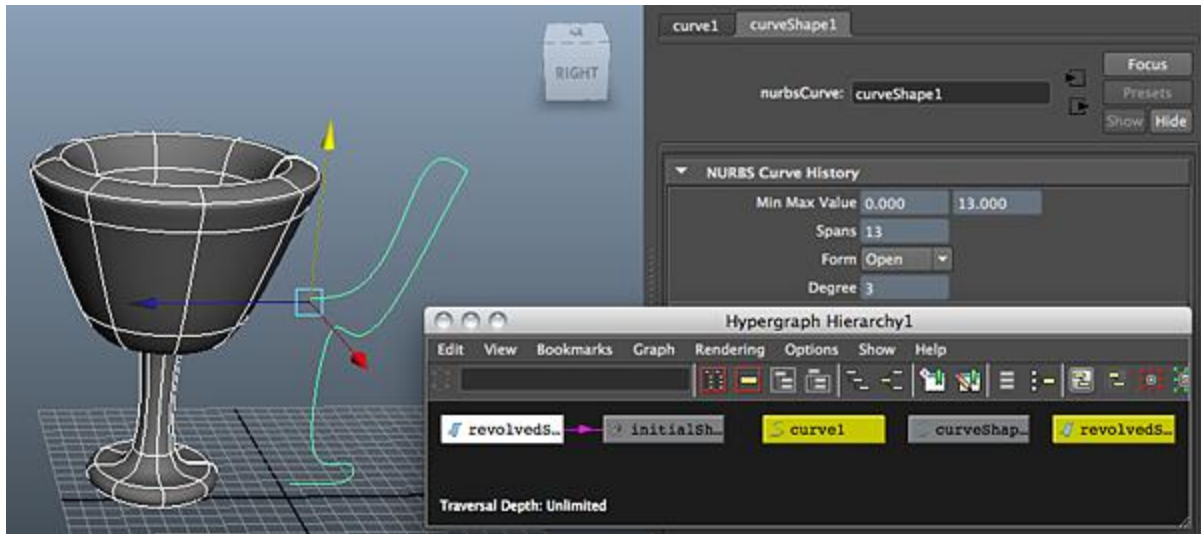 RIGHT
curve1 curveShape1
nurbsCurve: curveShape1
Focus
Presets
Show Hide
NURBS Curve History
Min Max Value 0.000 13.000
Spans 13
Form Open
Degree 3
Hypergraph Hierarchy1
Edit View Bookmarks Graph Rendering Options Show Help
revolvedS... initialSh... curve1 curveShap... revolvedS...
Traversal Depth: Unlimited